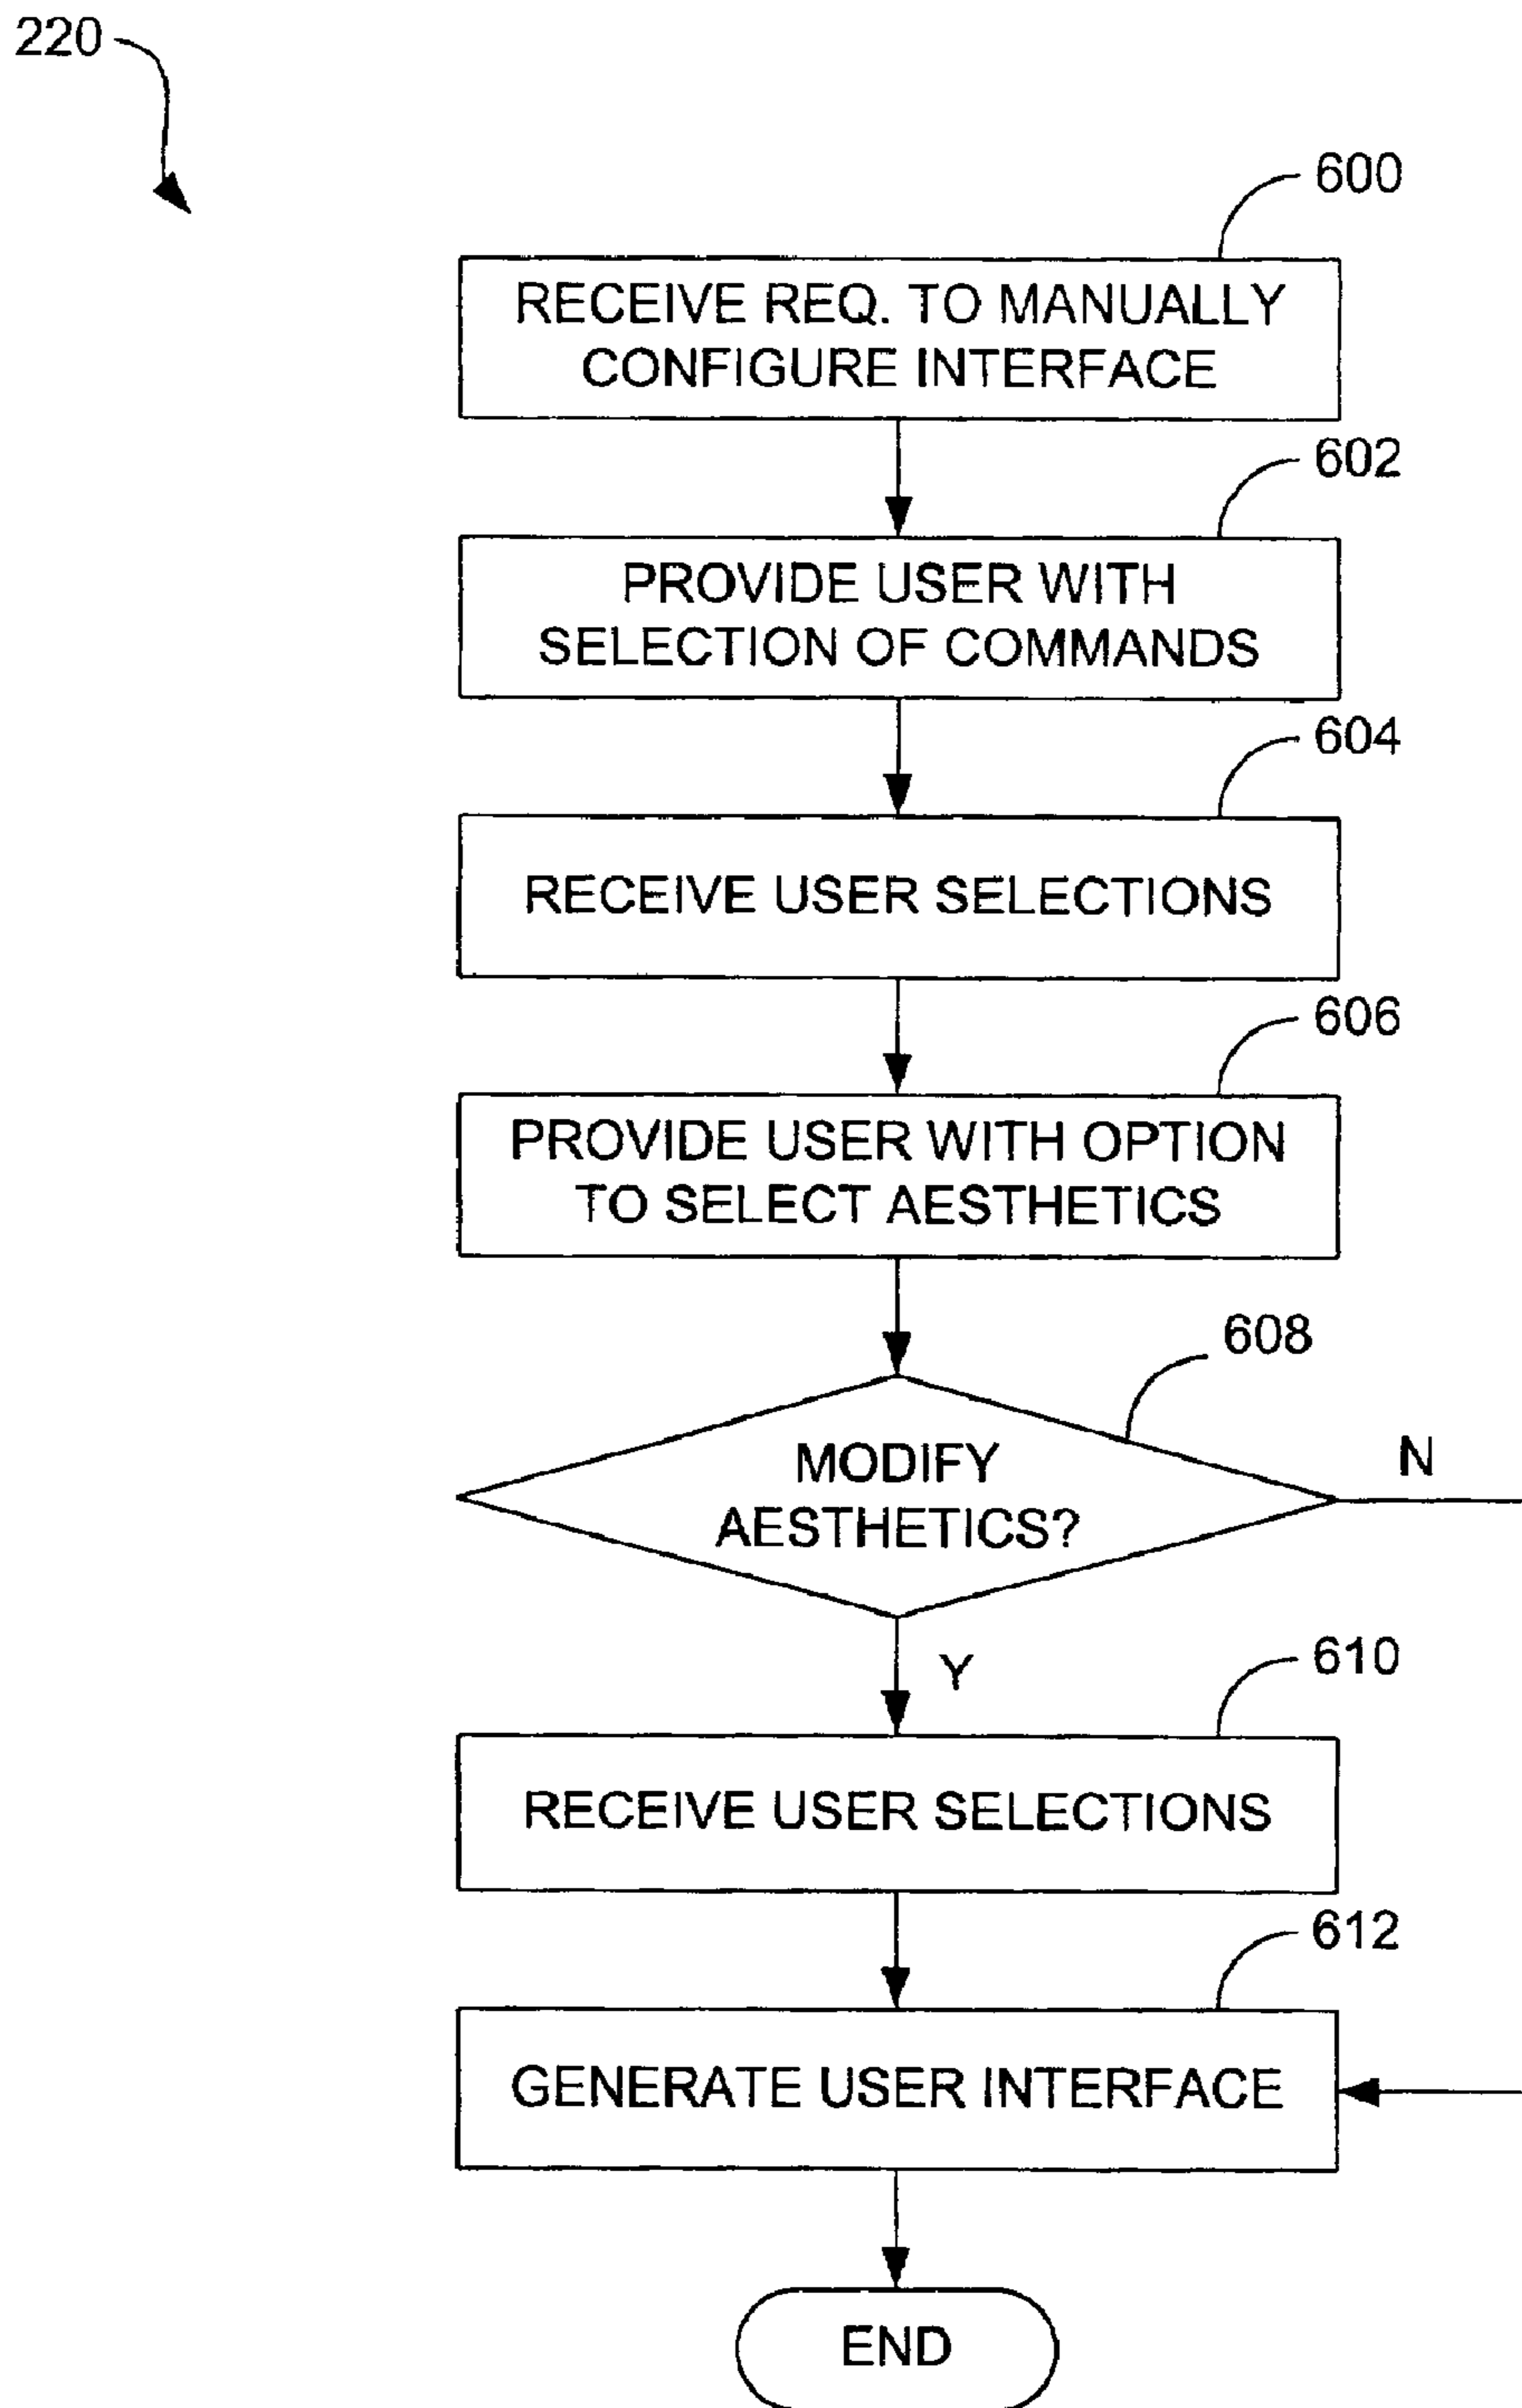 220
600
RECEIVE REQ. TO MANUALLY
CONFIGURE INTERFACE
602
PROVIDE USER WITH
SELECTION OF COMMANDS
604
RECEIVE USER SELECTIONS
606
PROVIDE USER WITH OPTION
TO SELECT AESTHETICS
608
MODIFY
AESTHETICS?
N
Y
610
RECEIVE USER SELECTIONS
612
GENERATE USER INTERFACE
END